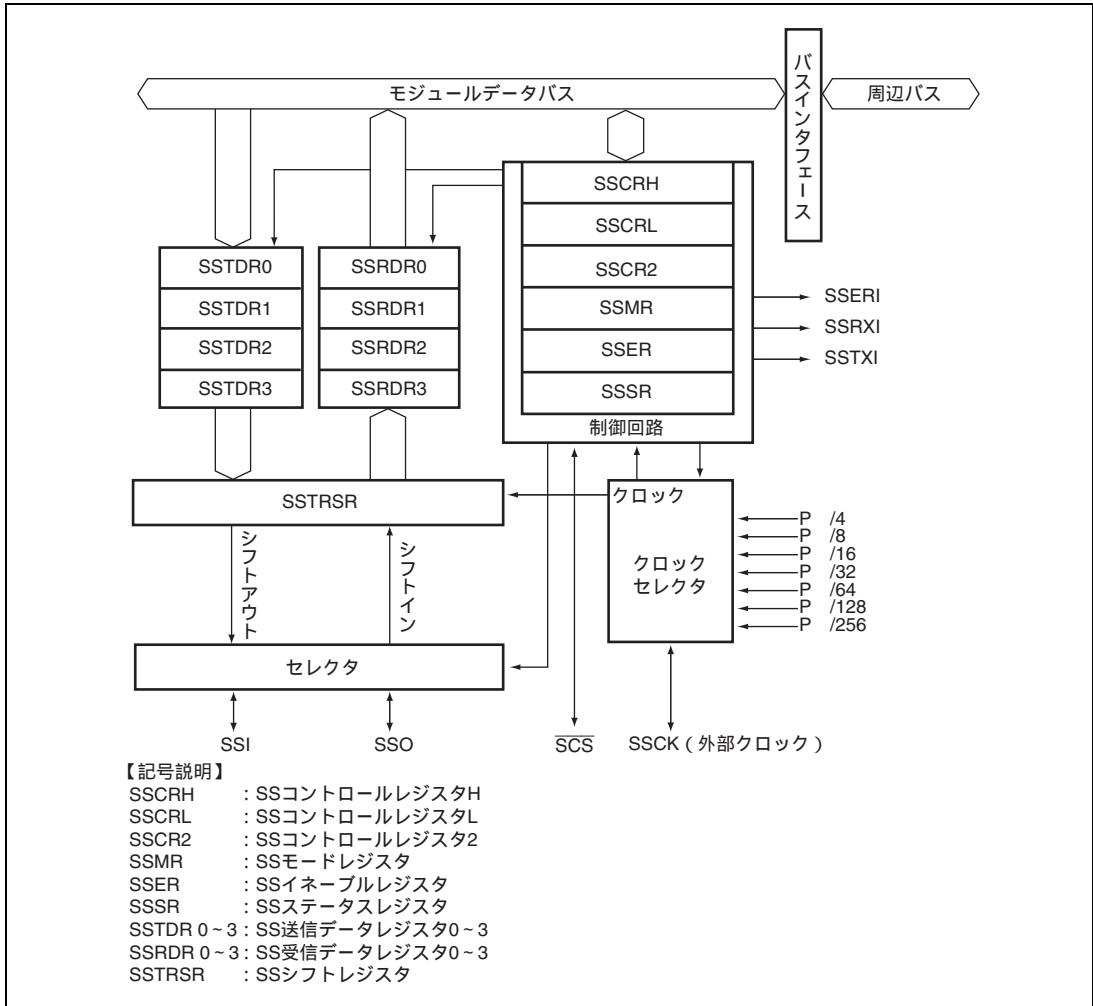 モジュールデータバス
バスインタフェース
周辺バス
SSCRH
SSCRL
SSCR2
SSMR
SSER
SSSR
制御回路
SSTDR0
SSTDR1
SSTDR2
SSTDR3
SSRDR0
SSRDR1
SSRDR2
SSRDR3
SSERI
SSRXI
SSTXI
SSTRSR
クロック
クロック
セレクタ
P /4
P /8
P /16
P /32
P /64
P /128
P /256
シフトアウト
シフトイン
セレクタ
SSI
SSO
SCS
SSCK(外部クロック)
【記号説明】
SSCRH : SSコントロールレジスタH
SSCRL : SSコントロールレジスタL
SSCR2 : SSコントロールレジスタ2
SSMR : SSモードレジスタ
SSER : SSイネーブルレジスタ
SSSR : SSステータスレジスタ
SSTDR 0~3 : SS送信データレジスタ0~3
SSRDR 0~3 : SS受信データレジスタ0~3
SSTRSR : SSシフトレジスタ